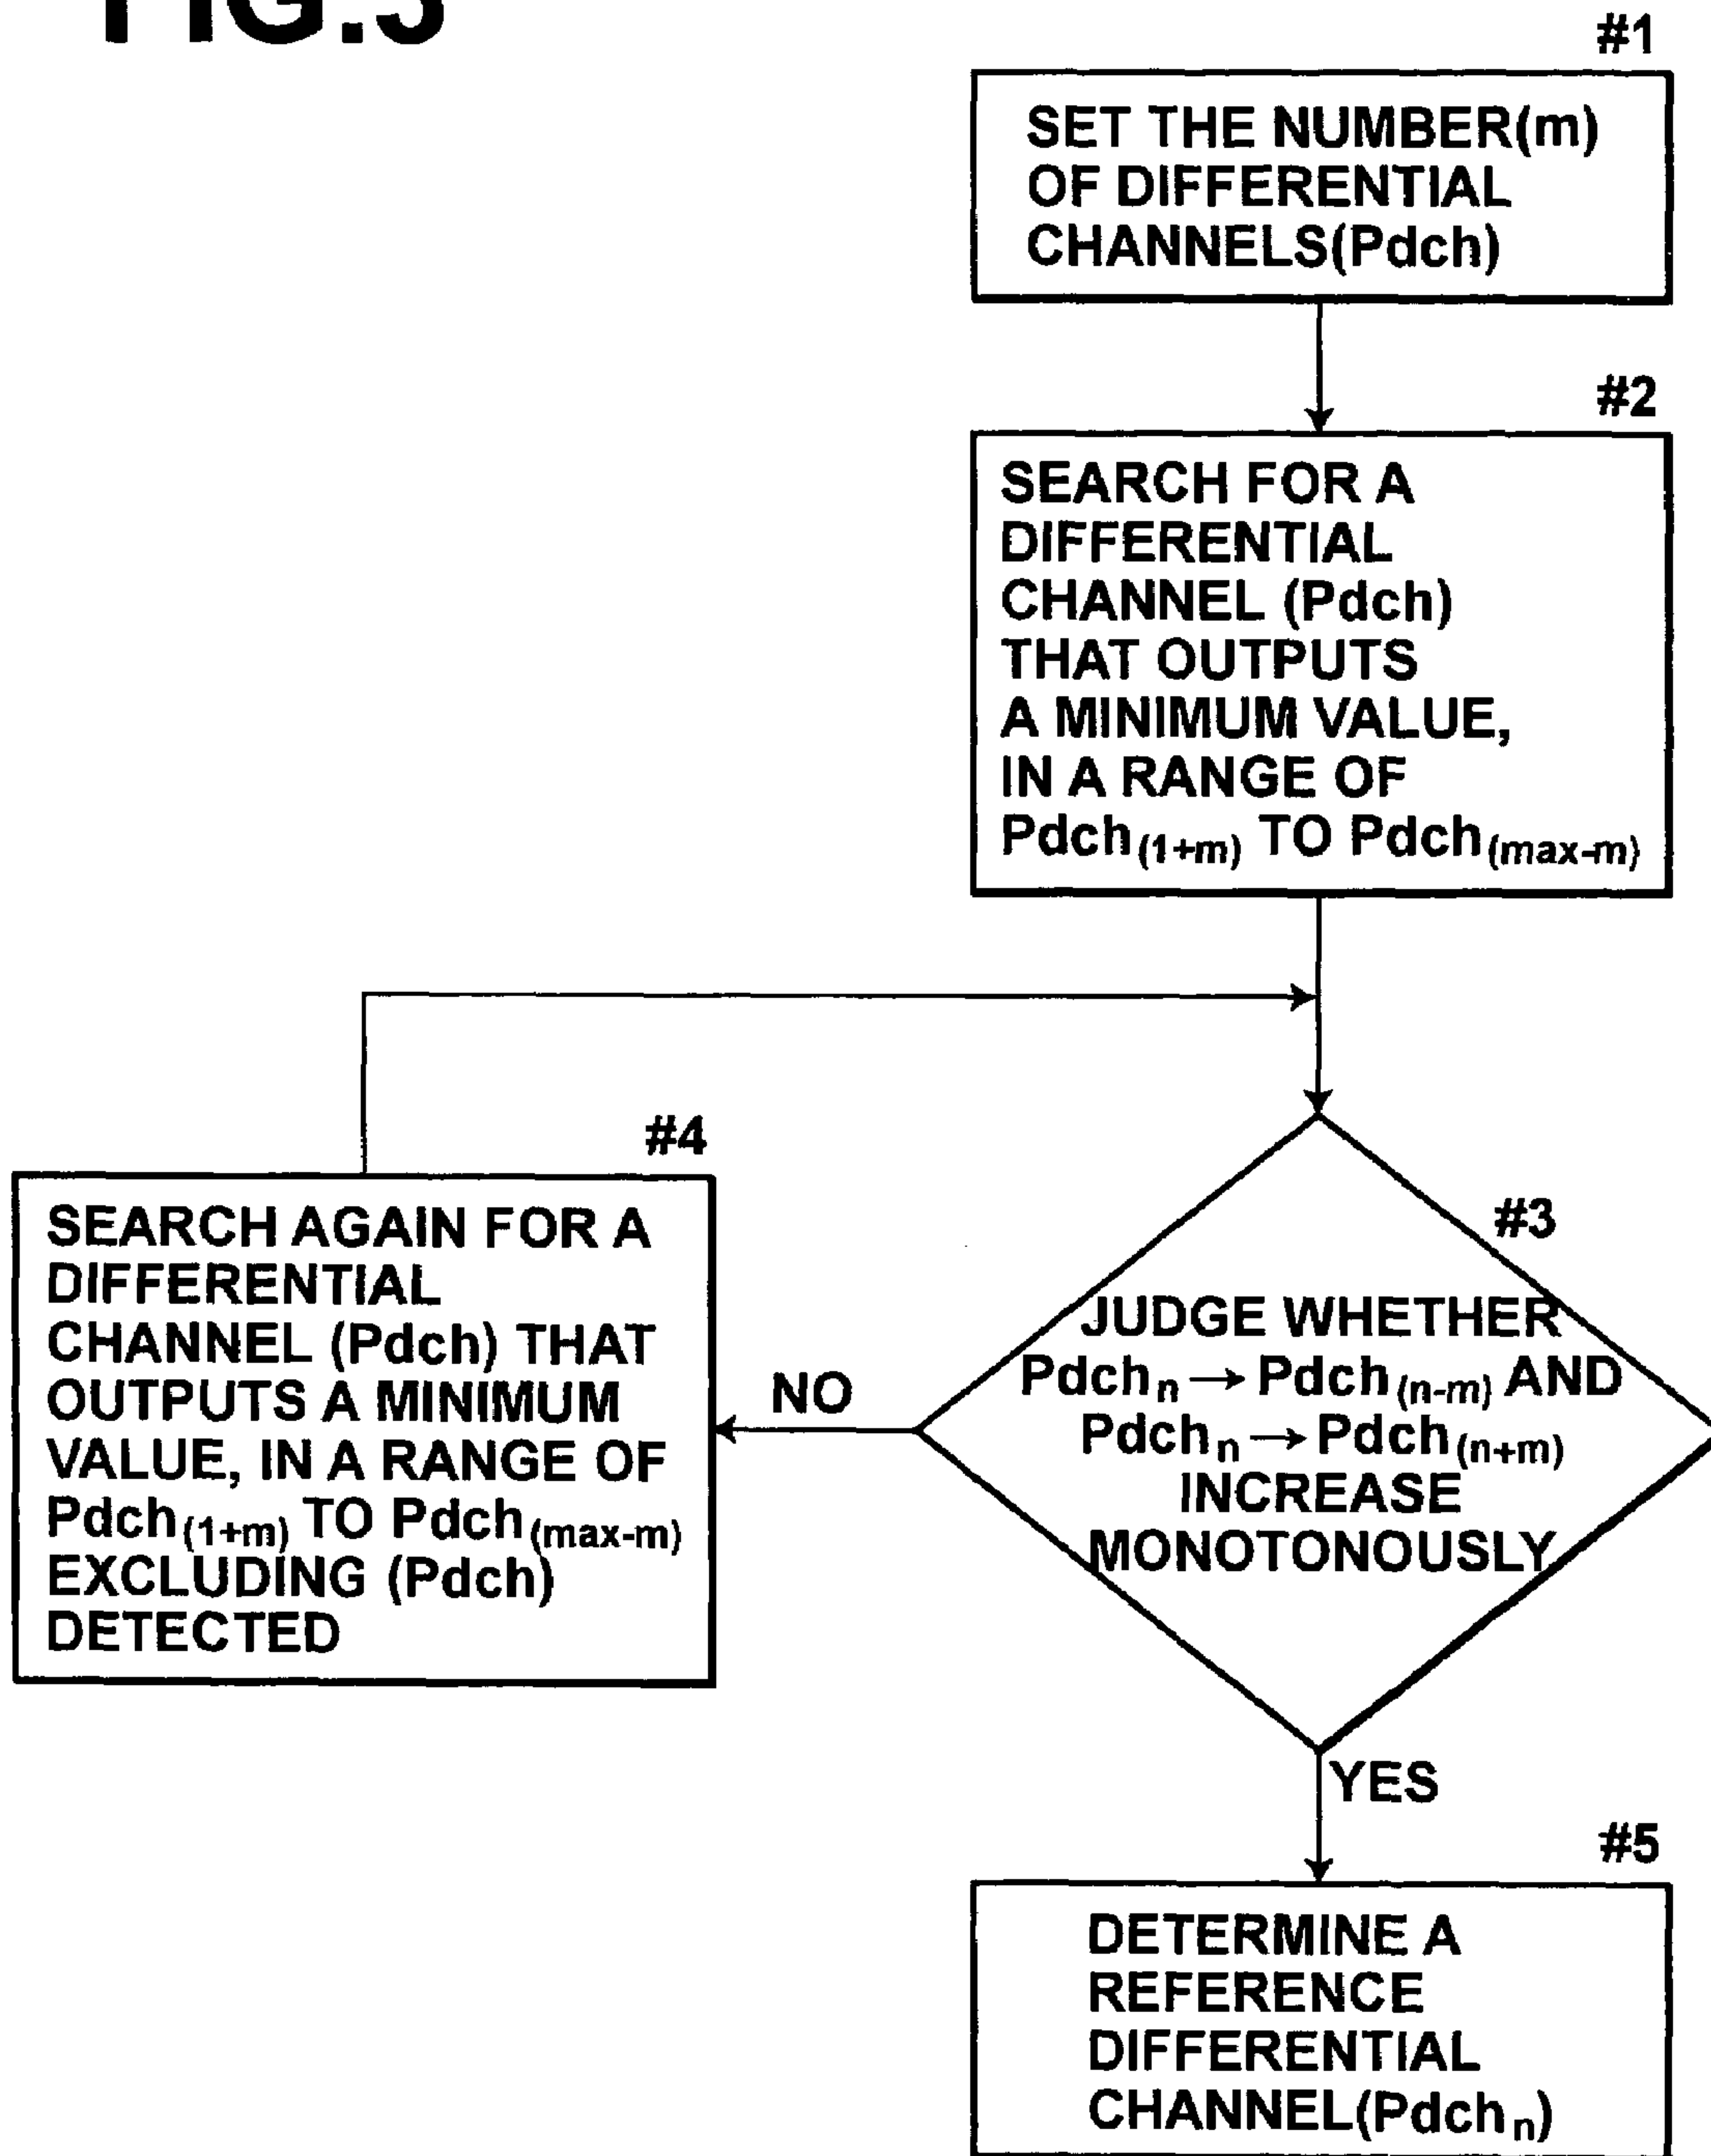 FIG.5
#1
SET THE NUMBER(m)
OF DIFFERENTIAL
CHANNELS(Pdch)
#2
SEARCH FOR A
DIFFERENTIAL
CHANNEL (Pdch)
THAT OUTPUTS
A MINIMUM VALUE,
IN A RANGE OF
Pdch(1+m) TO Pdch(max-m)
#3
JUDGE WHETHER
Pdchn → Pdch(n-m) AND
Pdchn → Pdch(n+m)
INCREASE
MONOTONOUSLY
NO
#4
SEARCH AGAIN FOR A
DIFFERENTIAL
CHANNEL (Pdch) THAT
OUTPUTS A MINIMUM
VALUE, IN A RANGE OF
Pdch(1+m) TO Pdch(max-m)
EXCLUDING (Pdch)
DETECTED
YES
#5
DETERMINE A
REFERENCE
DIFFERENTIAL
CHANNEL(Pdchn)